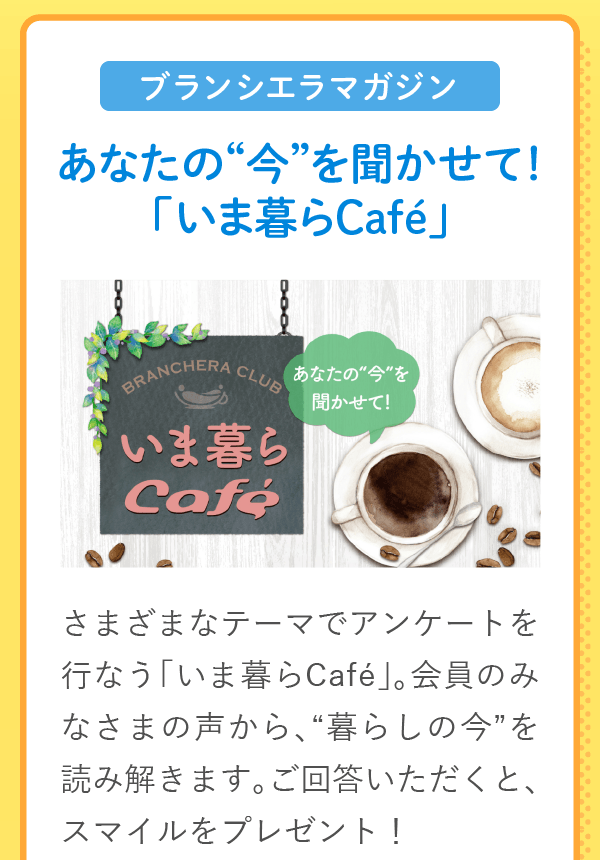 ブランシエラマガジン
あなたの“今”を聞かせて!
「いま暮らCafé」
BRANCHERA CLUB
いま暮ら
Café
あなたの“今”を
聞かせて!
さまざまなテーマでアンケートを
行なう「いま暮らCafé」。会員のみ
なさまの声から、“暮らしの今”を
読み解きます。ご回答いただくと、
スマイルをプレゼント！